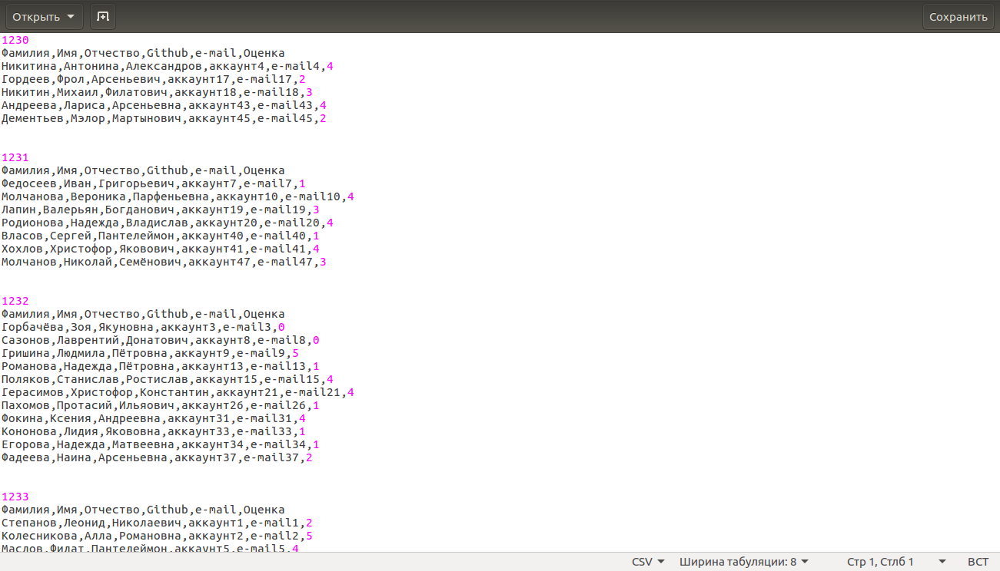 Открыть
Сохранить
1230
Фамилия,Имя,Отчество,Github,e-mail,Оценка
Никитина,Антонина,Александров,аккаунт4,e-mail4,4
Гордеев,Фрол,Арсеньевич,аккаунт17,e-mail17,2
Никитин,Михаил,Филатович,аккаунт18,e-mail18,3
Андреева,Лариса,Арсеньевна,аккаунт43,e-mail43,4
Дементьев,Мэлор,Мартынович,аккаунт45,e-mail45,2
1231
Фамилия,Имя,Отчество,Github,e-mail,Оценка
Федосеев,Иван,Григорьевич,аккаунт7,e-mail7,1
Молчанова,Вероника,Парфеньевна,аккаунт10,e-mail10,4
Лапин,Валерьян,Богданович,аккаунт19,e-mail19,3
Родионова,Надежда,Владислав,аккаунт20,e-mail20,4
Власов,Сергей,Пантелеймон,аккаунт40,e-mail40,1
Хохлов,Христофор,Яковович,аккаунт41,e-mail41,4
Молчанов,Николай,Семёнович,аккаунт47,e-mail47,3
1232
Фамилия,Имя,Отчество,Github,e-mail,Оценка
Горбачёва,Зоя,Якуновна,аккаунт3,e-mail3,0
Сазонов,Лаврентий,Донатович,аккаунт8,e-mail8,0
Гришина,Людмила,Пётровна,аккаунт9,e-mail9,5
Романова,Надежда,Пётровна,аккаунт13,e-mail13,1
Поляков,Станислав,Ростислав,аккаунт15,e-mail15,4
Герасимов,Христофор,Константин,аккаунт21,e-mail21,4
Пахомов,Протасий,Ильяович,аккаунт26,e-mail26,1
Фокина,Ксения,Андреевна,аккаунт31,e-mail31,4
Кононова,Лидия,Якововна,аккаунт33,e-mail33,1
Егорова,Надежда,Матвеевна,аккаунт34,e-mail34,1
Фадеева,Наина,Арсеньевна,аккаунт37,e-mail37,2
1233
Фамилия,Имя,Отчество,Github,e-mail,Оценка
Степанов,Леонид,Николаевич,аккаунт1,e-mail1,2
Колесникова,Алла,Романовна,аккаунт2,e-mail2,5
Маслов,Филат,Пантелеймон,аккаунт5,e-mail5,4
CSV Ширина табуляции: 8 Стр 1, Стлб 1 ВСТ